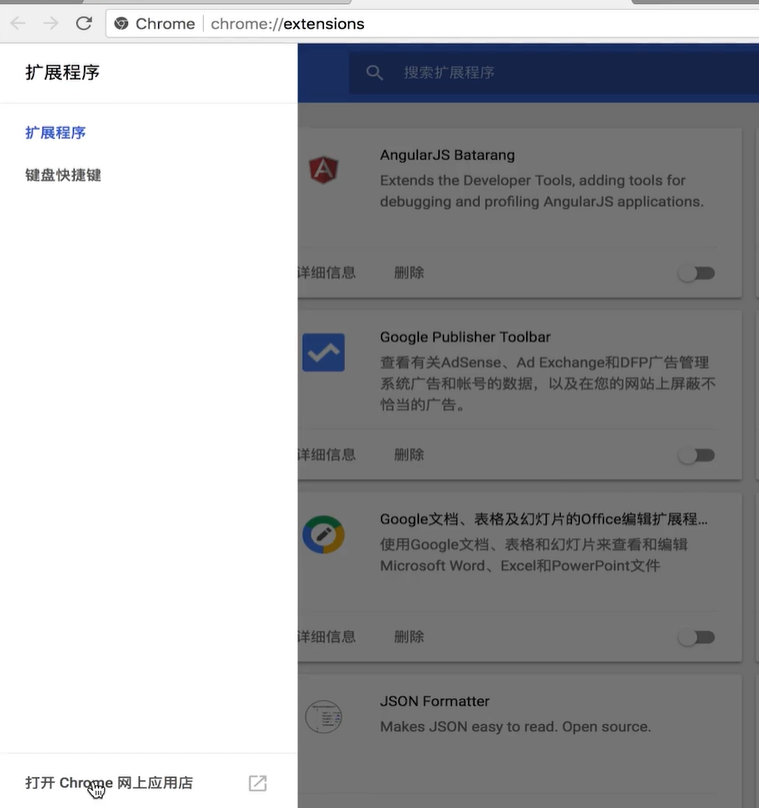 Chrome chrome://extensions
扩展程序
搜索扩展程序
扩展程序
键盘快捷键
AngularJS Batarang
Extends the Developer Tools, adding tools for
debugging and profiling AngularJS applications.
详细信息 删除
Google Publisher Toolbar
查看有关AdSense、Ad Exchange和DFP广告管理
系统广告和帐号的数据，以及在您的网站上屏蔽不
恰当的广告。
详细信息 删除
Google文档、表格及幻灯片的Office编辑扩展程...
使用Google文档、表格和幻灯片来查看和编辑
Microsoft Word、Excel和PowerPoint文件
详细信息 删除
JSON Formatter
Makes JSON easy to read. Open source.
打开 Chrome 网上应用店